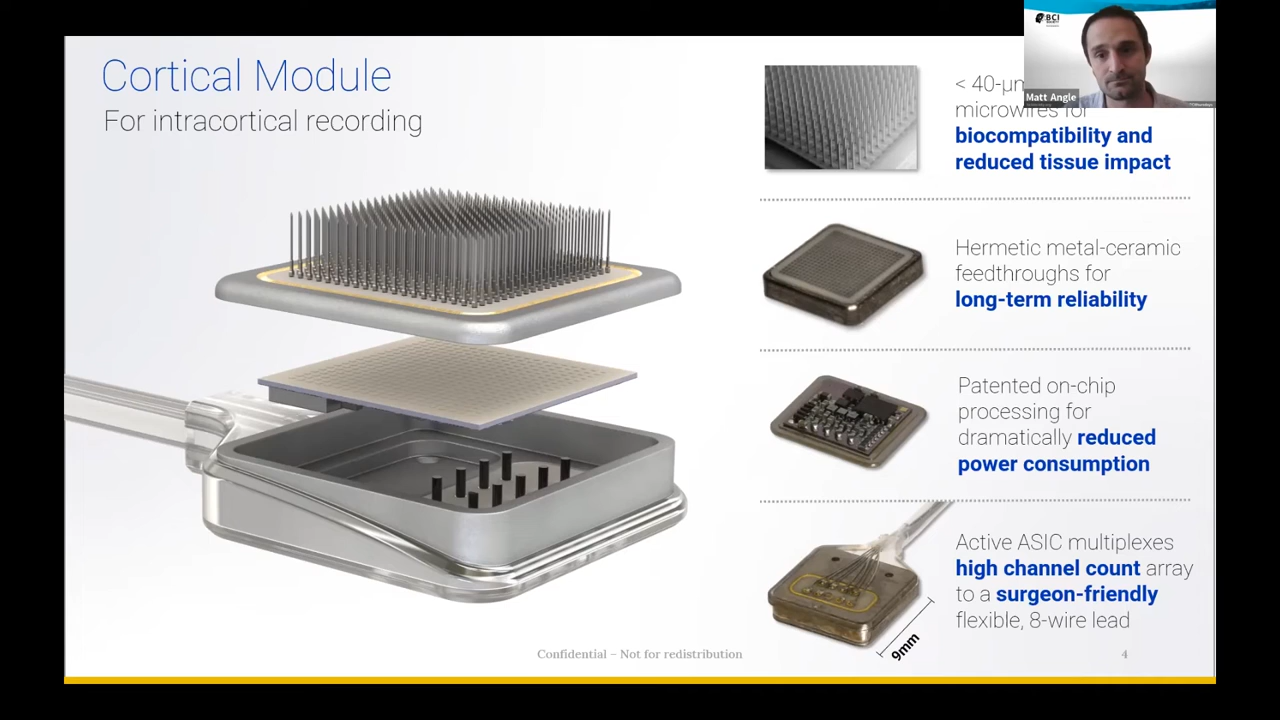 Cortical Module
For intracortical recording
BCI
Matt Angle
< 40-μm
microwires for
biocompatibility and
reduced tissue impact
Hermetic metal-ceramic
feedthroughs for
long-term reliability
Patented on-chip
processing for
dramatically reduced
power consumption
Active ASIC multiplexes
high channel count array
to a surgeon-friendly
flexible, 8-wire lead
9mm
Confidential – Not for redistribution
4